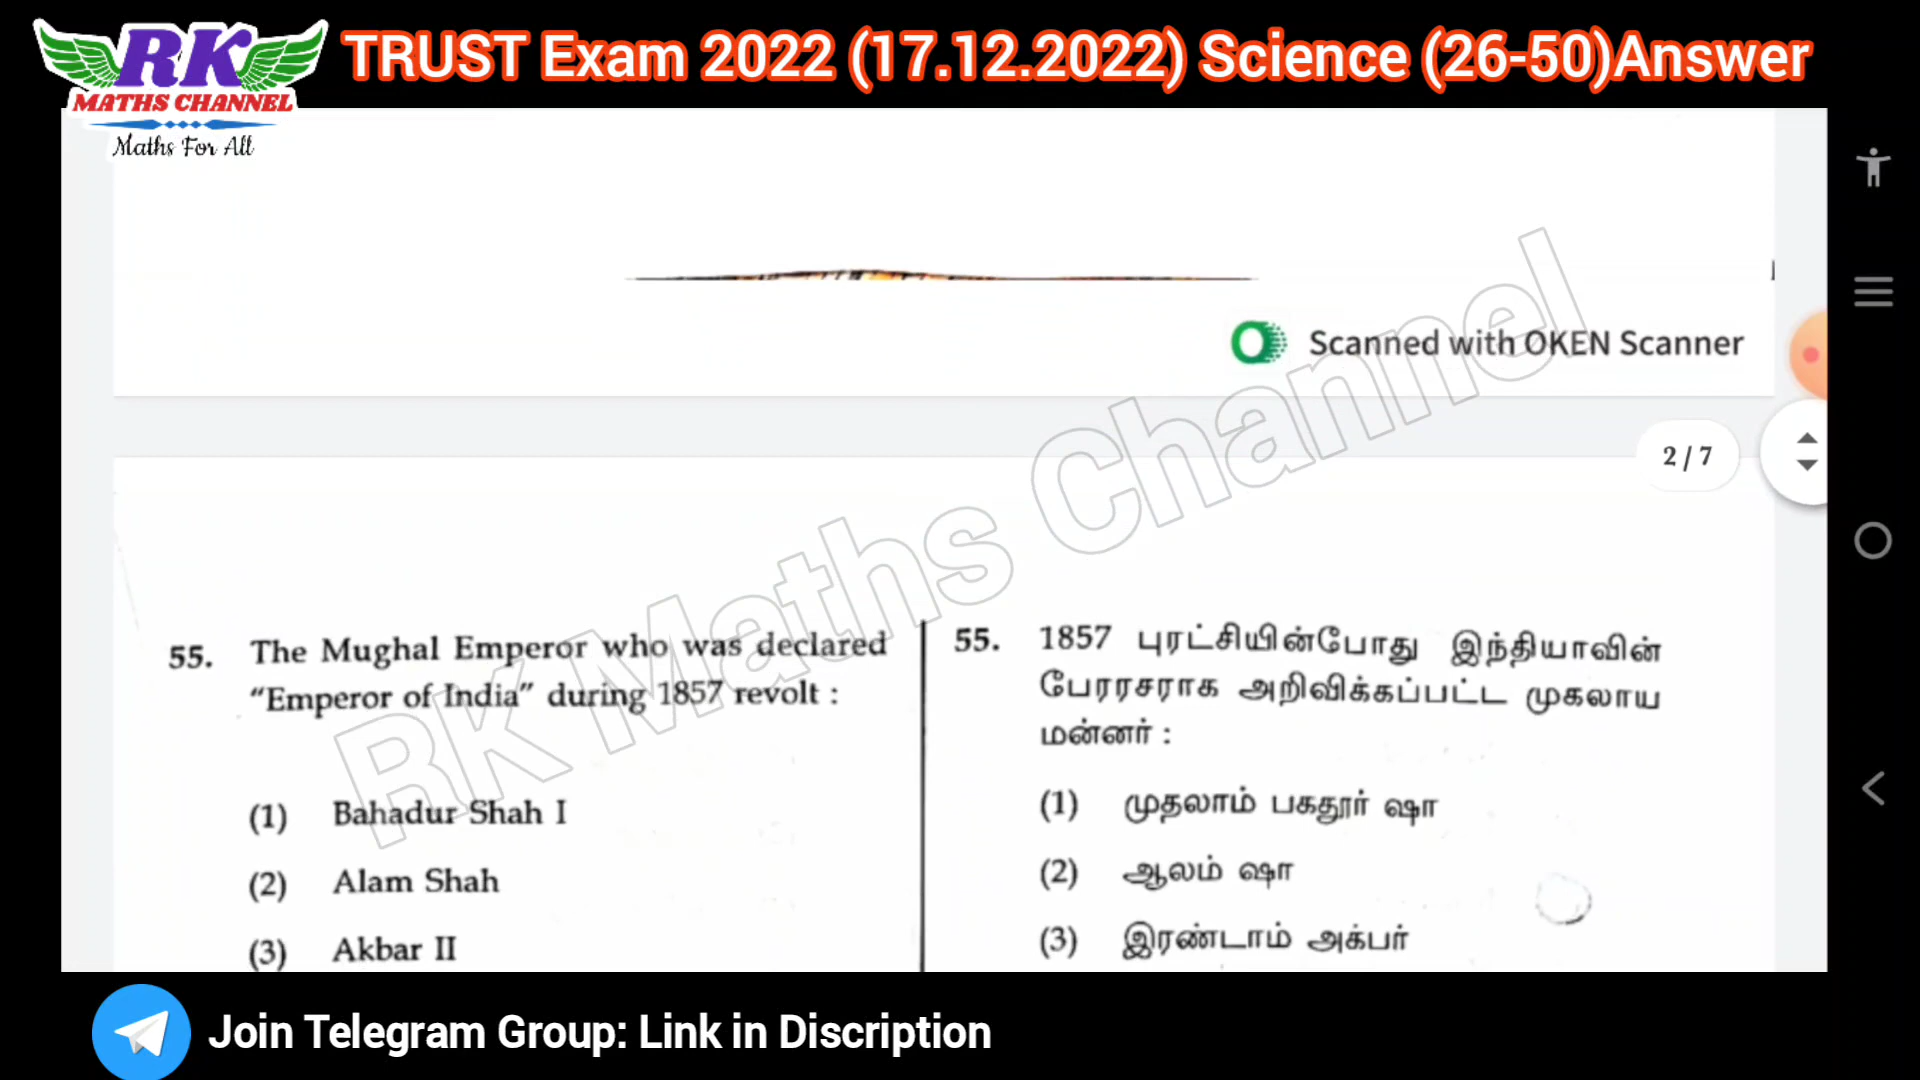 RK
MATHS CHANNEL
Maths For All
TRUST Exam 2022 (17.12.2022) Science (26-50)Answer
Scanned with OKEN Scanner
2 / 7
RK Maths Channel
55. The Mughal Emperor who was declared
“Emperor of India” during 1857 revolt :
(1) Bahadur Shah I
(2) Alam Shah
(3) Akbar II
55. 1857 புரட்சியின்போது இந்தியாவின்
பேரரசராக அறிவிக்கப்பட்ட முகலாய
மன்னர் :
(1) முதலாம் பகதூர் ஷா
(2) ஆலம் ஷா
(3) இரண்டாம் அக்பர்
Join Telegram Group: Link in Discription